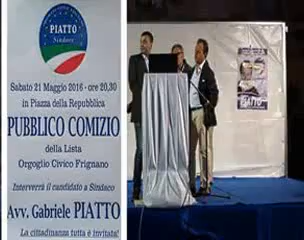 PIATTO
Sindaco
Sabato 21 Maggio 2016 - ore 20,30
in Piazza della Repubblica
PUBBLICO COMIZIO
della Lista
Orgoglio Civico Frignano
Interverrà il candidato a Sindaco
Avv. Gabriele PIATTO
La cittadinanza tutta è invitata!
PIATTO